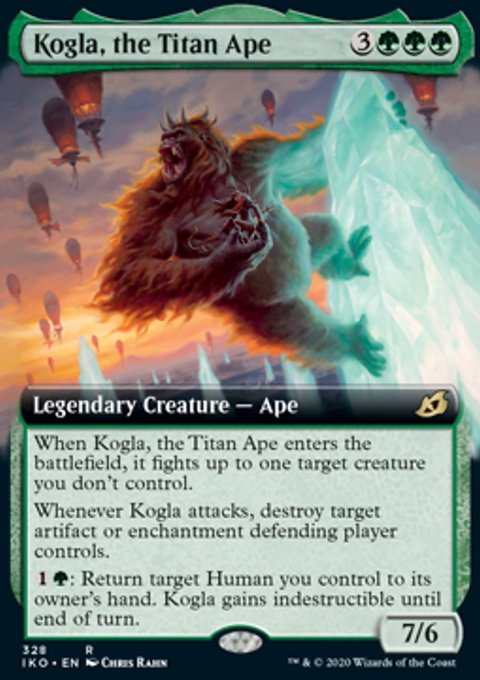 Kogla, the Titan Ape 3
Legendary Creature — Ape
When Kogla, the Titan Ape enters the
battlefield, it fights up to one target creature
you don't control.
Whenever Kogla attacks, destroy target
artifact or enchantment defending player
controls.
1 : Return target Human you control to its
owner's hand. Kogla gains indestructible until
end of turn.
7/6
328 R
IKO • EN Chris Rahn
™ & © 2020 Wizards of the Coast